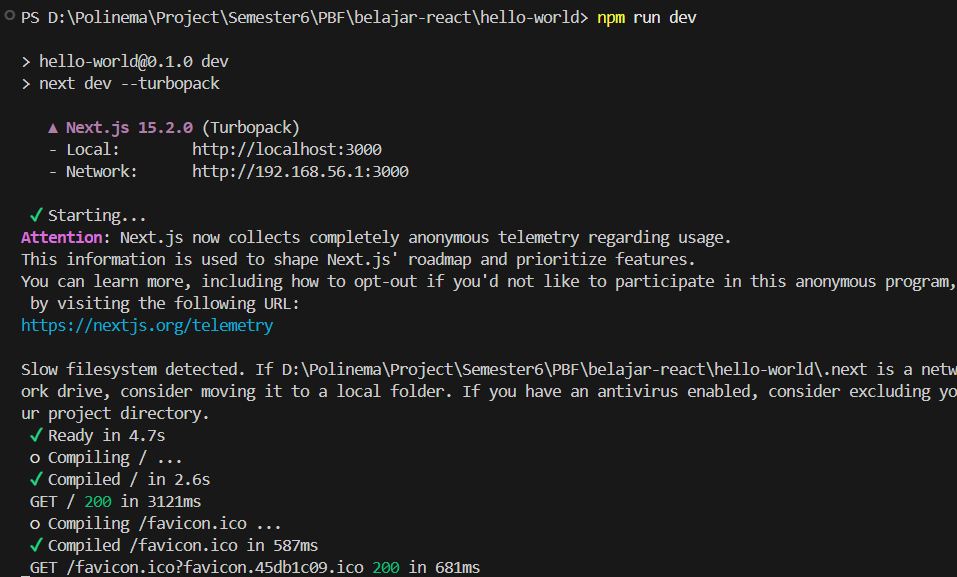 PS D:\Polinema\Project\Semester6\PBF\belajar-react\hello-world> npm run dev
> hello-world@0.1.0 dev
> next dev --turbopack
▲ Next.js 15.2.0 (Turbopack)
- Local: http://localhost:3000
- Network: http://192.168.56.1:3000
✓ Starting...
Attention: Next.js now collects completely anonymous telemetry regarding usage.
This information is used to shape Next.js' roadmap and prioritize features.
You can learn more, including how to opt-out if you'd not like to participate in this anonymous program,
by visiting the following URL:
https://nextjs.org/telemetry
Slow filesystem detected. If D:\Polinema\Project\Semester6\PBF\belajar-react\hello-world\.next is a netw
ork drive, consider moving it to a local folder. If you have an antivirus enabled, consider excluding yo
ur project directory.
✓ Ready in 4.7s
○ Compiling / ...
✓ Compiled / in 2.6s
GET / 200 in 3121ms
○ Compiling /favicon.ico ...
✓ Compiled /favicon.ico in 587ms
GET /favicon.ico?favicon.45db1c09.ico 200 in 681ms